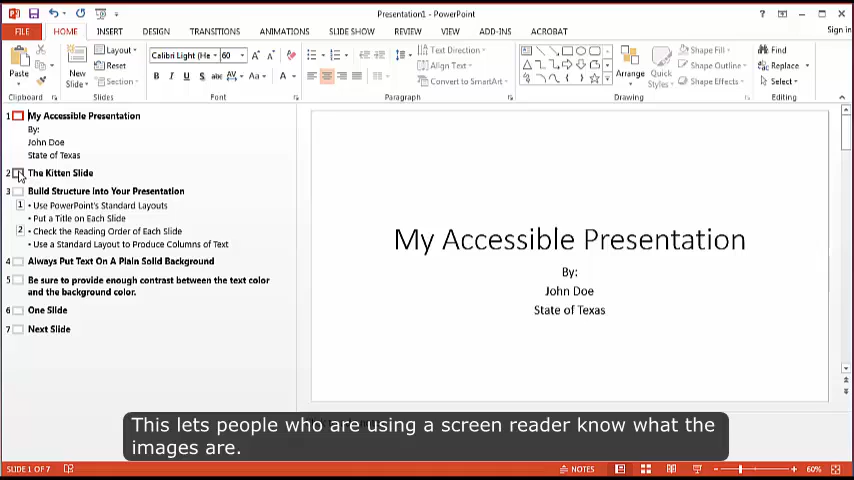 Presentation1 - PowerPoint
Sign in
FILE HOME INSERT DESIGN TRANSITIONS ANIMATIONS SLIDE SHOW REVIEW VIEW ADD-INS ACROBAT
Paste
Clipboard
New Slide
Layout
Reset
Section
Slides
Calibri Light (He 60
B I U S abc AV Aa A
Font
Text Direction
Align Text
Convert to SmartArt
Paragraph
Arrange
Quick Styles
Shape Fill
Shape Outline
Shape Effects
Drawing
Find
Replace
Select
Editing
1 My Accessible Presentation
By:
John Doe
State of Texas
2 The Kitten Slide
3 Build Structure Into Your Presentation
1 • Use PowerPoint's Standard Layouts
• Put a Title on Each Slide
2 • Check the Reading Order of Each Slide
• Use a Standard Layout to Produce Columns of Text
4 Always Put Text On A Plain Solid Background
5 Be sure to provide enough contrast between the text color
and the background color.
6 One Slide
7 Next Slide
My Accessible Presentation
By:
John Doe
State of Texas
This lets people who are using a screen reader know what the
images are.
SLIDE 1 OF 7
NOTES
60%